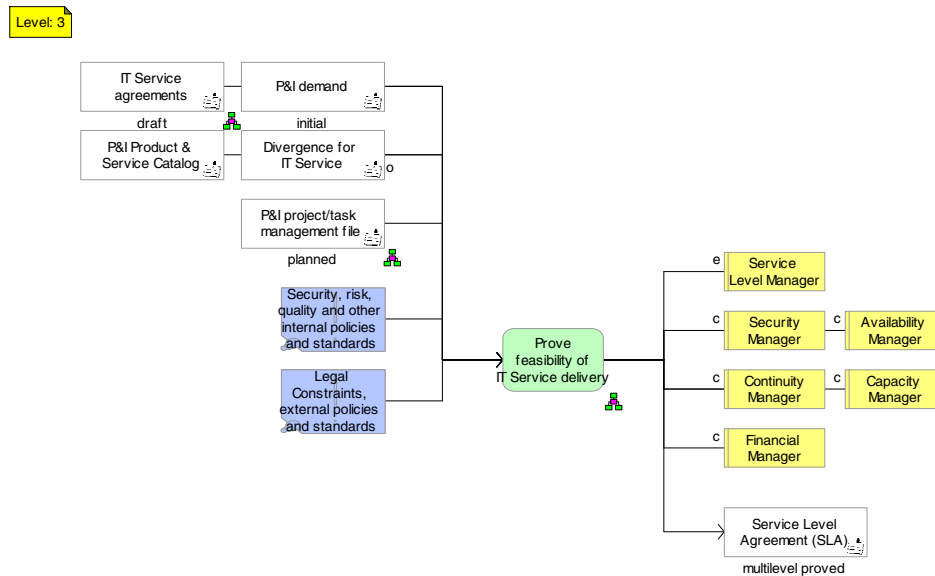 Level: 3
IT Service
agreements
draft
P&I demand
initial
P&I Product &
Service Catalog
Divergence for
IT Service
o
P&I project/task
management file
planned
Security, risk,
quality and other
internal policies
and standards
Legal
Constraints,
external policies
and standards
Prove
feasibility of
IT Service delivery
e
Service
Level Manager
c
Security
Manager
c
Availability
Manager
c
Continuity
Manager
c
Capacity
Manager
c
Financial
Manager
Service Level
Agreement (SLA)
multilevel proved